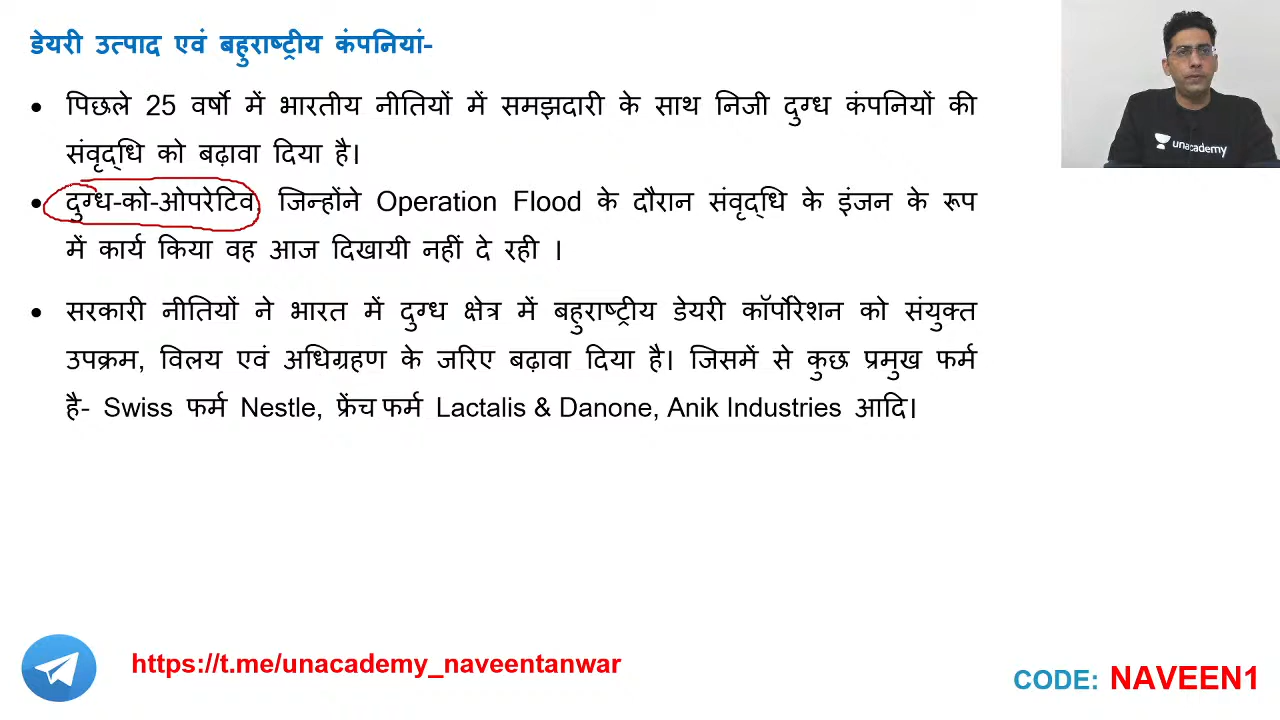 डेयरी उत्पाद एवं बहुराष्ट्रीय कंपनियां-
• पिछले 25 वर्षो में भारतीय नीतियों में समझदारी के साथ निजी दुग्ध कंपनियों की
संवृद्धि को बढ़ावा दिया है।
• दुग्ध-को-ओपरेटिव, जिन्होंने Operation Flood के दौरान संवृद्धि के इंजन के रूप
में कार्य किया वह आज दिखायी नहीं दे रही ।
• सरकारी नीतियों ने भारत में दुग्ध क्षेत्र में बहुराष्ट्रीय डेयरी कॉर्पोरेशन को संयुक्त
उपक्रम, विलय एवं अधिग्रहण के जरिए बढ़ावा दिया है। जिसमें से कुछ प्रमुख फर्म
है- Swiss फर्म Nestle, फ्रेंच फर्म Lactalis & Danone, Anik Industries आदि।
unacademy
https://t.me/unacademy_naveentanwar
CODE: NAVEEN1